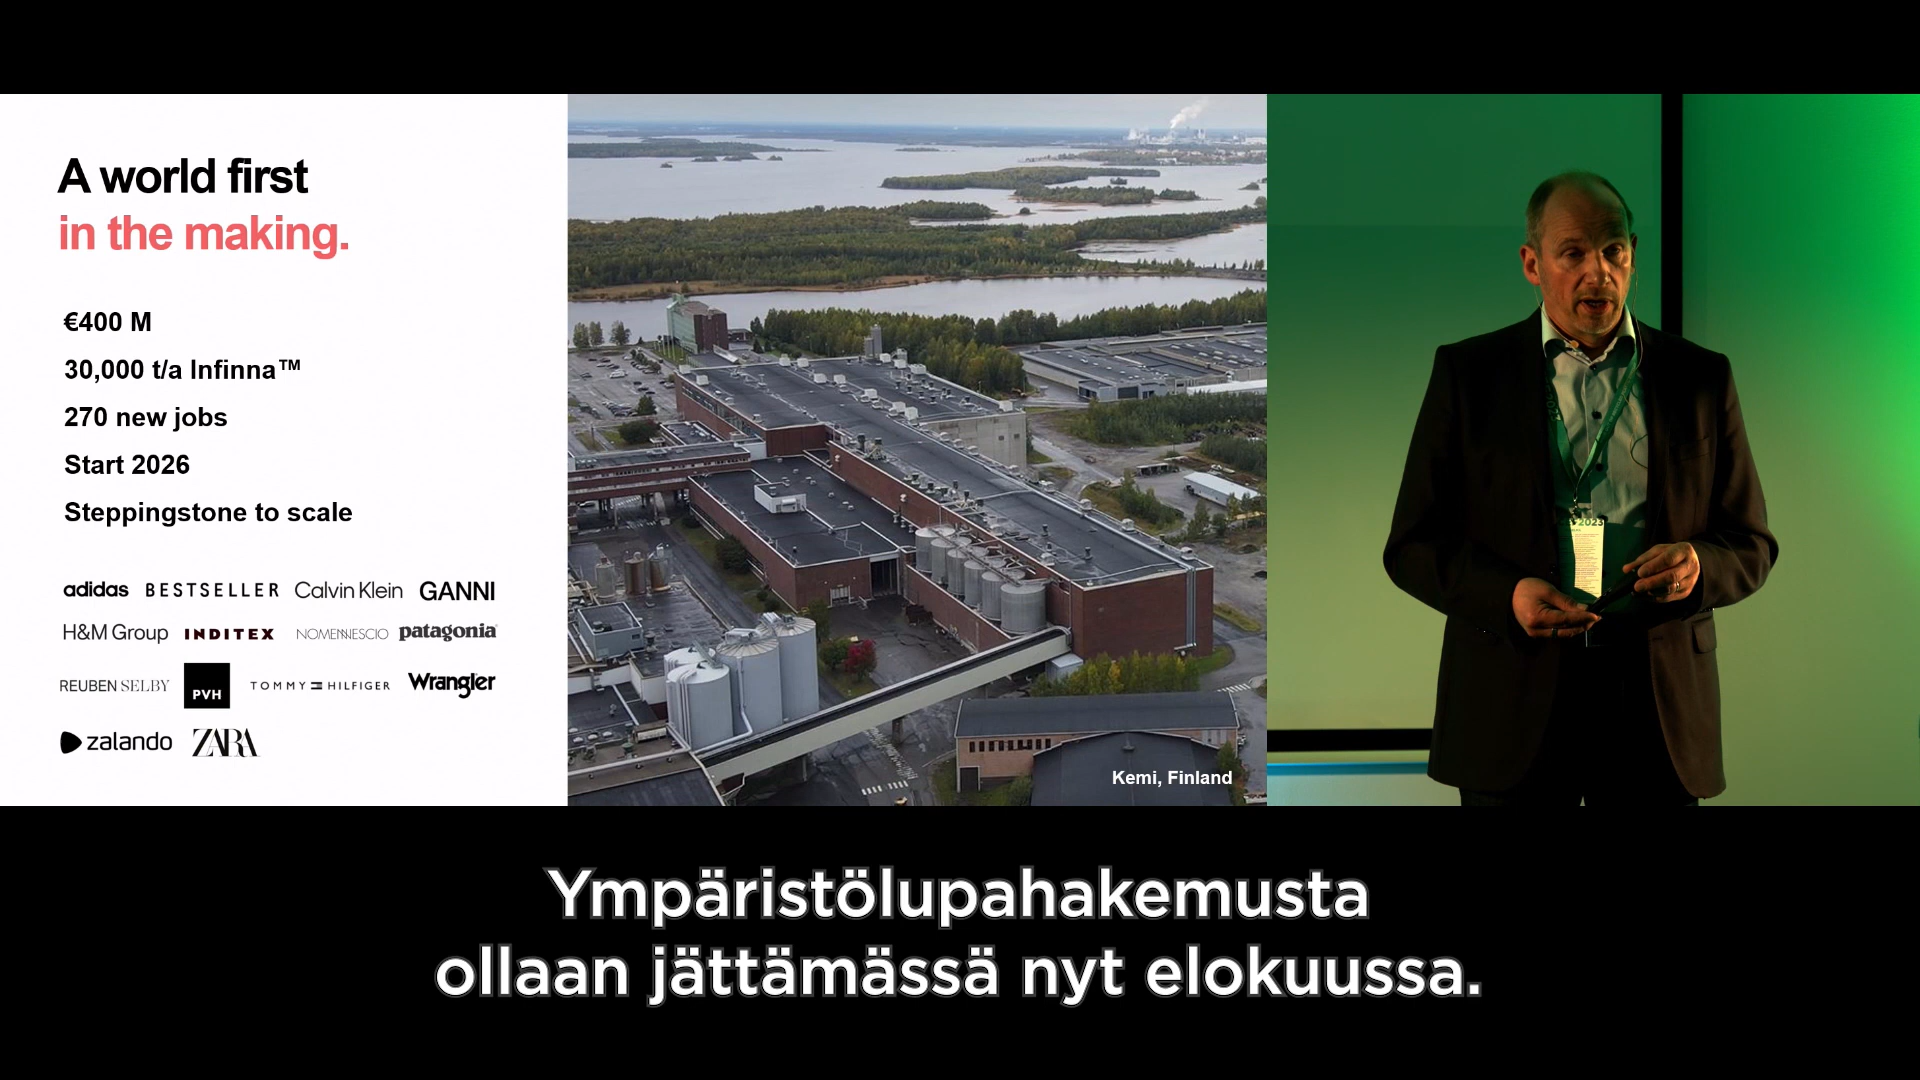 A world first
in the making.
€400 M
30,000 t/a Infinna™
270 new jobs
Start 2026
Steppingstone to scale
adidas BESTSELLER Calvin Klein GANNI
H&M Group INDITEX NOMENNESCIO patagonia
REUBEN SELBY PVH TOMMY HILFIGER Wrangler
zalando ZARA
Kemi, Finland
2023
Ympäristölupahakemusta
ollaan jättämässä nyt elokuussa.